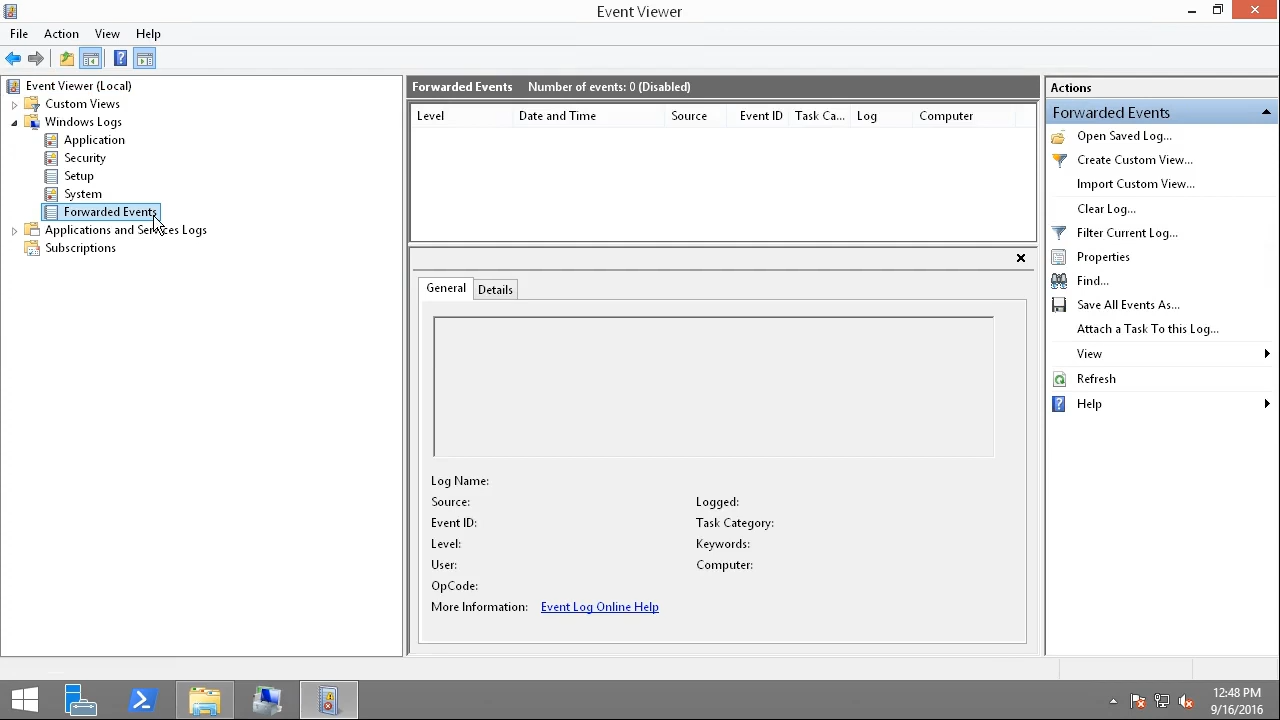 Event Viewer
File Action View Help
Event Viewer (Local)
Custom Views
Windows Logs
Application
Security
Setup
System
Forwarded Events
Applications and Services Logs
Subscriptions
Forwarded Events Number of events: 0 (Disabled)
Level Date and Time Source Event ID Task Ca... Log Computer
General Details
Log Name:
Source: Logged:
Event ID: Task Category:
Level: Keywords:
User: Computer:
OpCode:
More Information: Event Log Online Help
Actions
Forwarded Events
Open Saved Log...
Create Custom View...
Import Custom View...
Clear Log...
Filter Current Log...
Properties
Find...
Save All Events As...
Attach a Task To this Log...
View
Refresh
Help
12:48 PM
9/16/2016